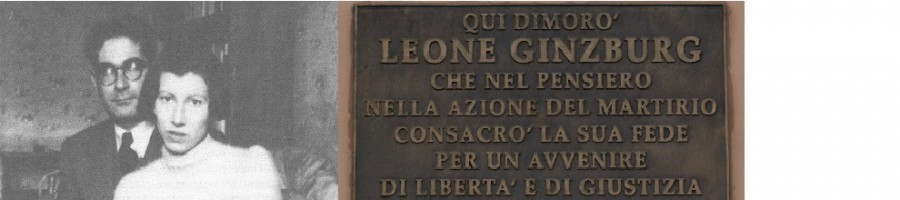 QUI DIMORO'
LEONE GINZBURG
CHE NEL PENSIERO
NELLA AZIONE DEL MARTIRIO
CONSACRO' LA SUA FEDE
PER UN AVVENIRE
DI LIBERTA' E DI GIUSTIZIA